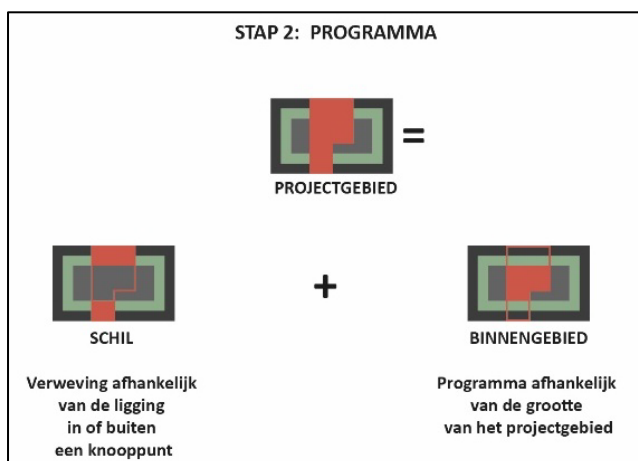 STAP 2: PROGRAMMA
=
PROJECTGEBIED
+
SCHIL
BINNENGEBIED
Verweving afhankelijk
van de ligging
in of buiten
een knooppunt
Programma afhankelijk
van de grootte
van het projectgebied